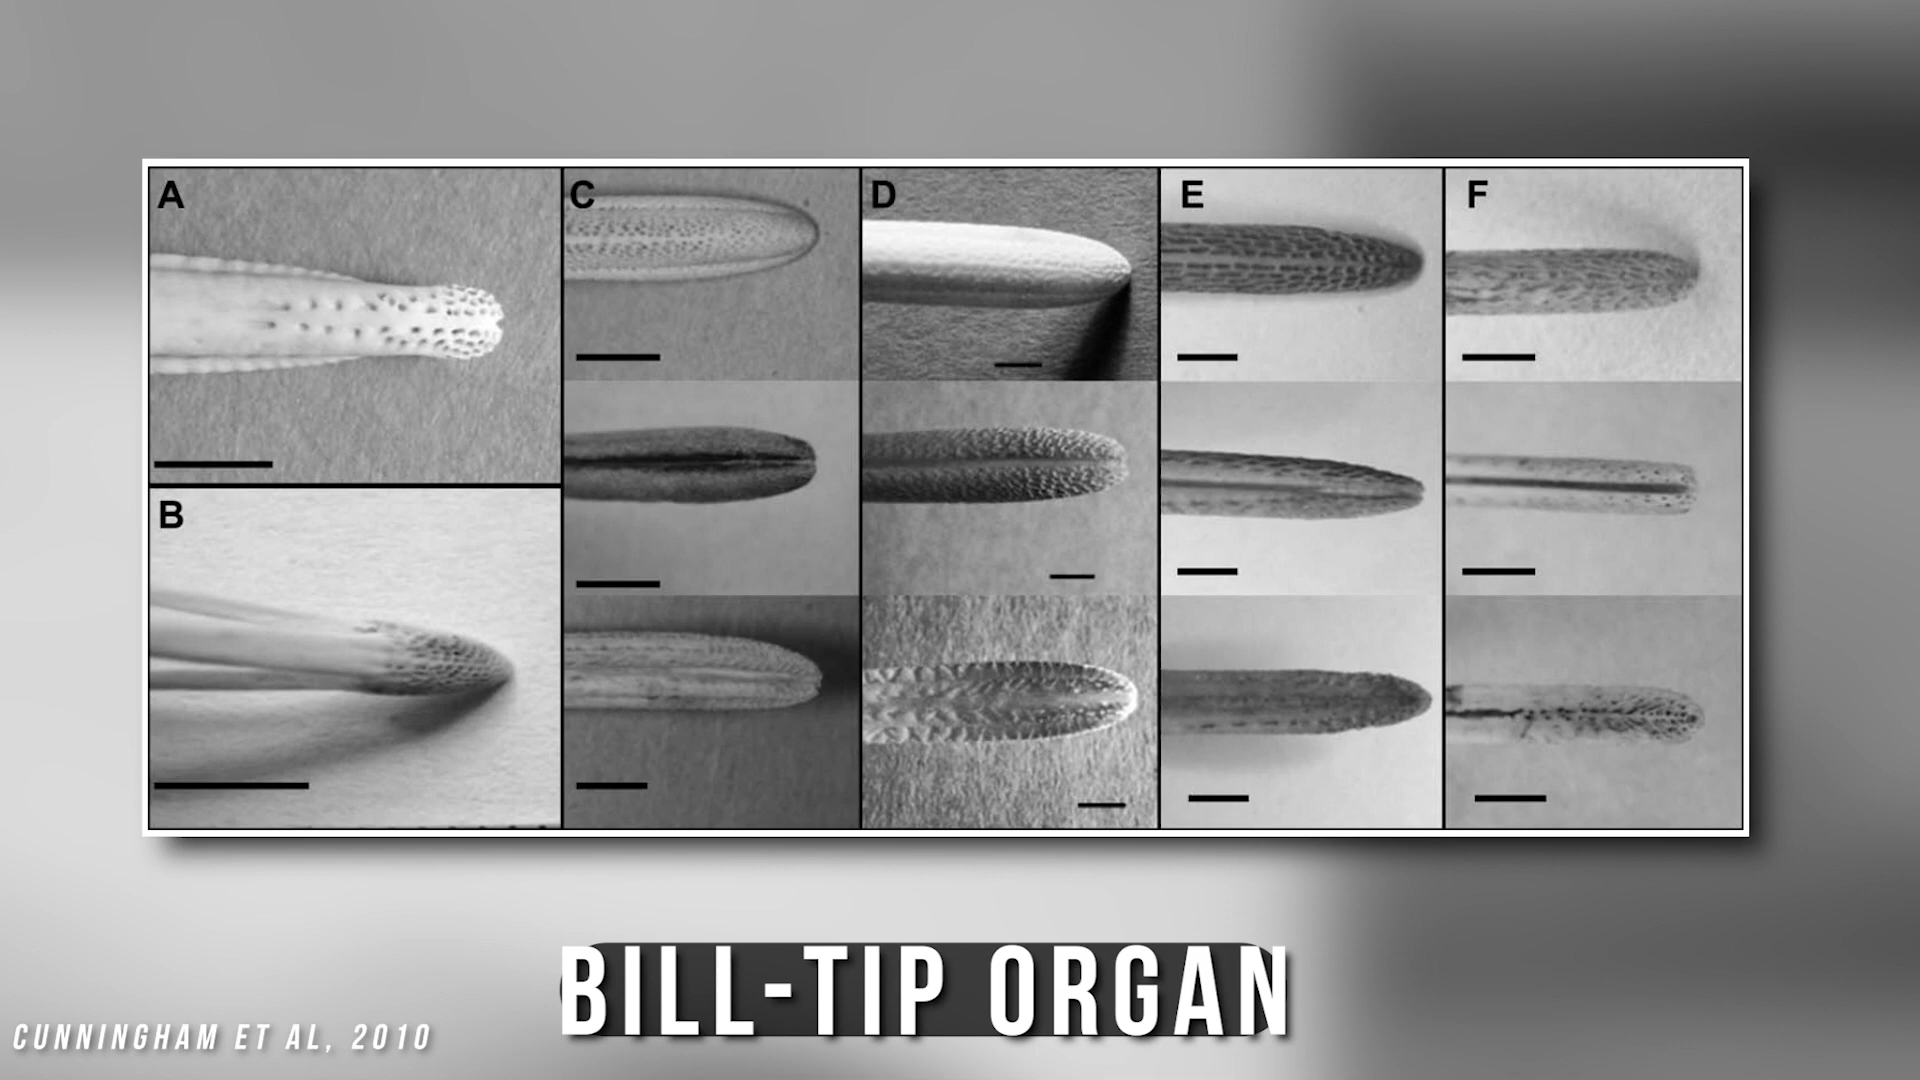 A
C
D
E
F
B
BILL-TIP ORGAN
CUNNINGHAM ET AL, 2010